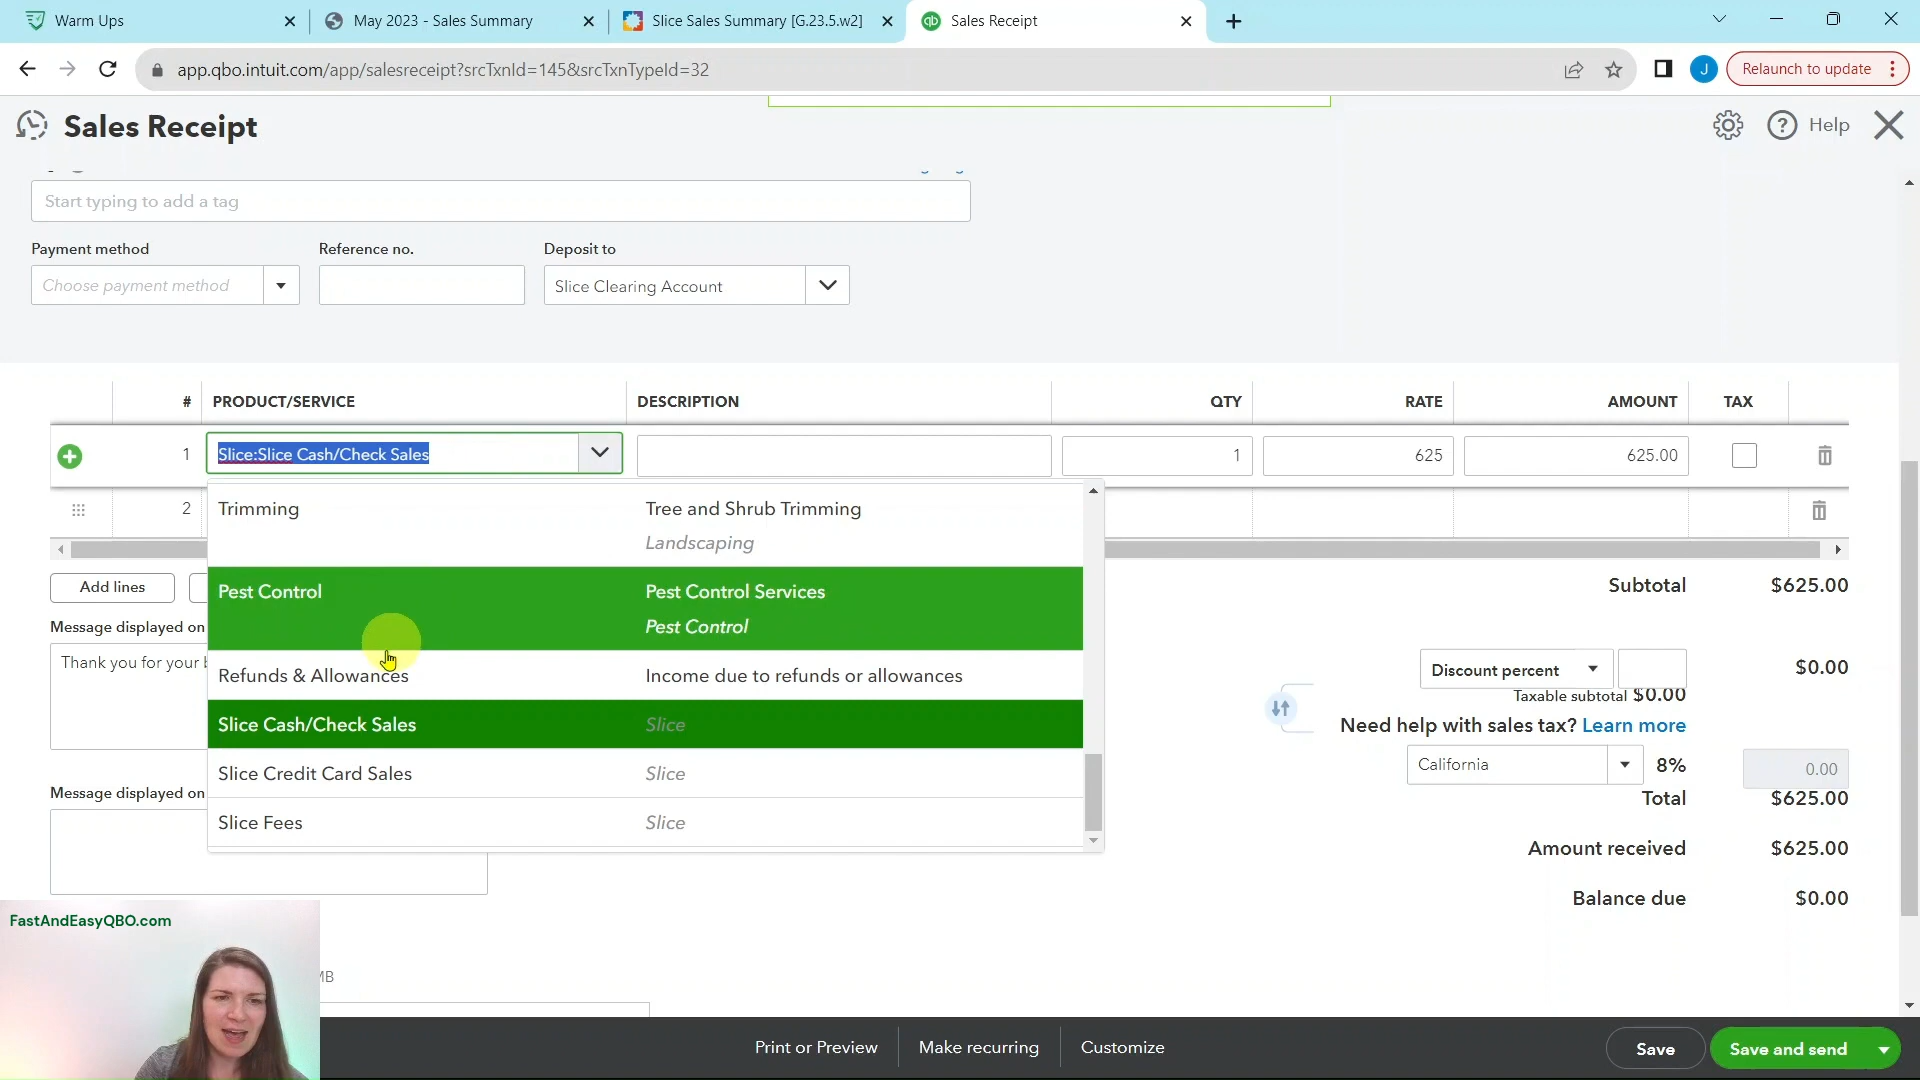 Warm Ups
May 2023 - Sales Summary
Slice Sales Summary [G.23.5.w2]
qb Sales Receipt
app.qbo.intuit.com/app/salesreceipt?srcTxnId=145&srcTxnTypeId=32
J
Relaunch to update
Sales Receipt
? Help
Start typing to add a tag
Payment method
Reference no.
Deposit to
Choose payment method
Slice Clearing Account
# PRODUCT/SERVICE DESCRIPTION QTY RATE AMOUNT TAX
1 Slice:Slice Cash/Check Sales 1 625 625.00
2
Trimming Tree and Shrub Trimming
Landscaping
Pest Control Pest Control Services
Pest Control
Refunds & Allowances Income due to refunds or allowances
Slice Cash/Check Sales Slice
Slice Credit Card Sales Slice
Slice Fees Slice
Add lines
Message displayed on
Thank you for your
Message displayed on
Subtotal $625.00
Discount percent $0.00
Taxable subtotal $0.00
Need help with sales tax? Learn more
California 8% 0.00
Total $625.00
Amount received $625.00
Balance due $0.00
FastAndEasyQBO.com
MB
Print or Preview
Make recurring
Customize
Save
Save and send